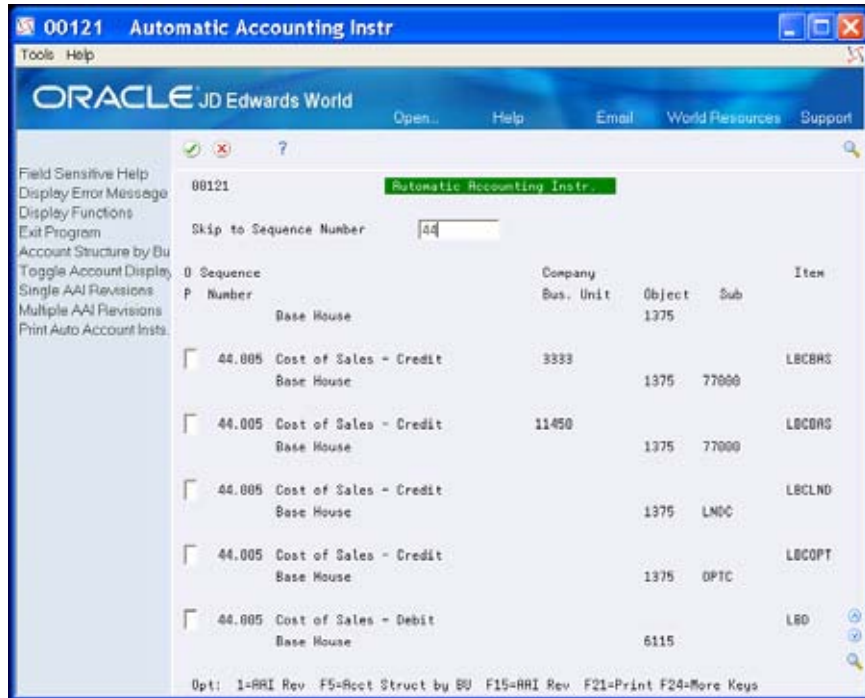 00121 Automatic Accounting Instr
Tools Help
ORACLE JD Edwards World
Open... Help Email World Resources Support
?
Field Sensitive Help
Display Error Message
Display Functions
Exit Program
Account Structure by Bu
Toggle Account Display
Single AAI Revisions
Multiple AAI Revisions
Print Auto Account Insts.
00121 Automatic Accounting Instr.
Skip to Sequence Number 44
O Sequence Company Item
P Number Bus. Unit Object Sub
Base House 1375
44.005 Cost of Sales - Credit 3333 LBCBAS
Base House 1375 77000
44.005 Cost of Sales - Credit 11450 LBCBAS
Base House 1375 77000
44.005 Cost of Sales - Credit LBCLND
Base House 1375 LNDC
44.005 Cost of Sales - Credit LBCOPT
Base House 1375 OPTC
44.005 Cost of Sales - Debit LBD
Base House 6115
Opt: 1=AAI Rev F5=Acct Struct by BU F15=AAI Rev F21=Print F24=More Keys